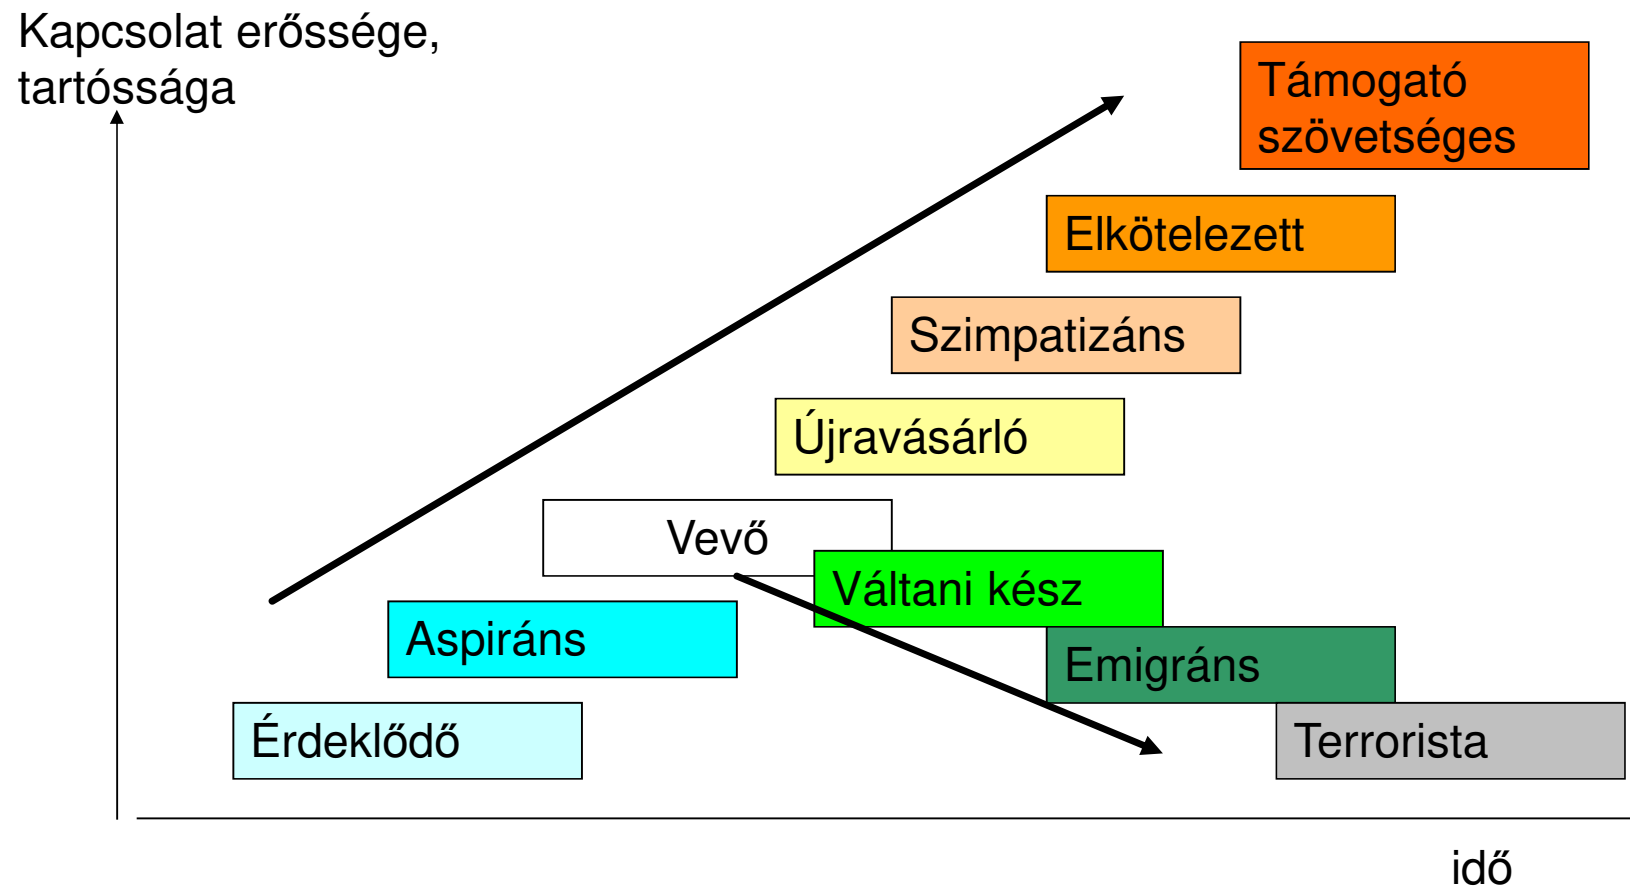 Kapcsolat erőssége,
tartóssága
Támogató
szövetséges
Elkötelezett
Szimpatizáns
Újravásárló
Vevő
Váltani kész
Aspiráns
Emigráns
Érdeklődő
Terrorista
idő